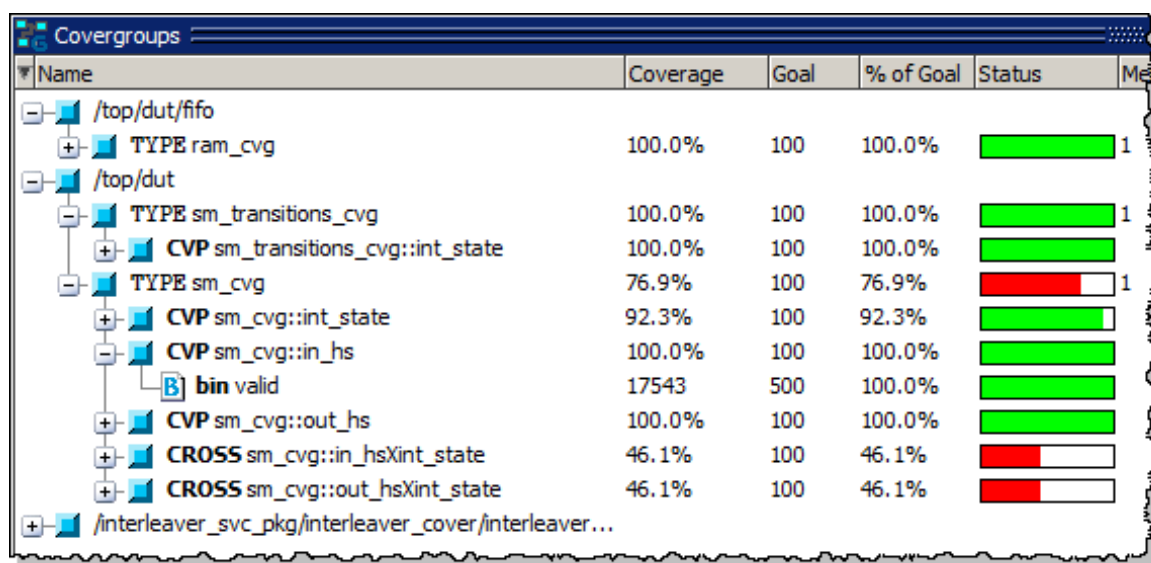 Covergroups
Name Coverage Goal % of Goal Status Me
/top/dut/fifo
TYPE ram_cvg 100.0% 100 100.0% 1
/top/dut
TYPE sm_transitions_cvg 100.0% 100 100.0% 1
CVP sm_transitions_cvg::int_state 100.0% 100 100.0%
TYPE sm_cvg 76.9% 100 76.9% 1
CVP sm_cvg::int_state 92.3% 100 92.3%
CVP sm_cvg::in_hs 100.0% 100 100.0%
B bin valid 17543 500 100.0%
CVP sm_cvg::out_hs 100.0% 100 100.0%
CROSS sm_cvg::in_hsXint_state 46.1% 100 46.1%
CROSS sm_cvg::out_hsXint_state 46.1% 100 46.1%
/interleaver_svc_pkg/interleaver_cover/interleaver...